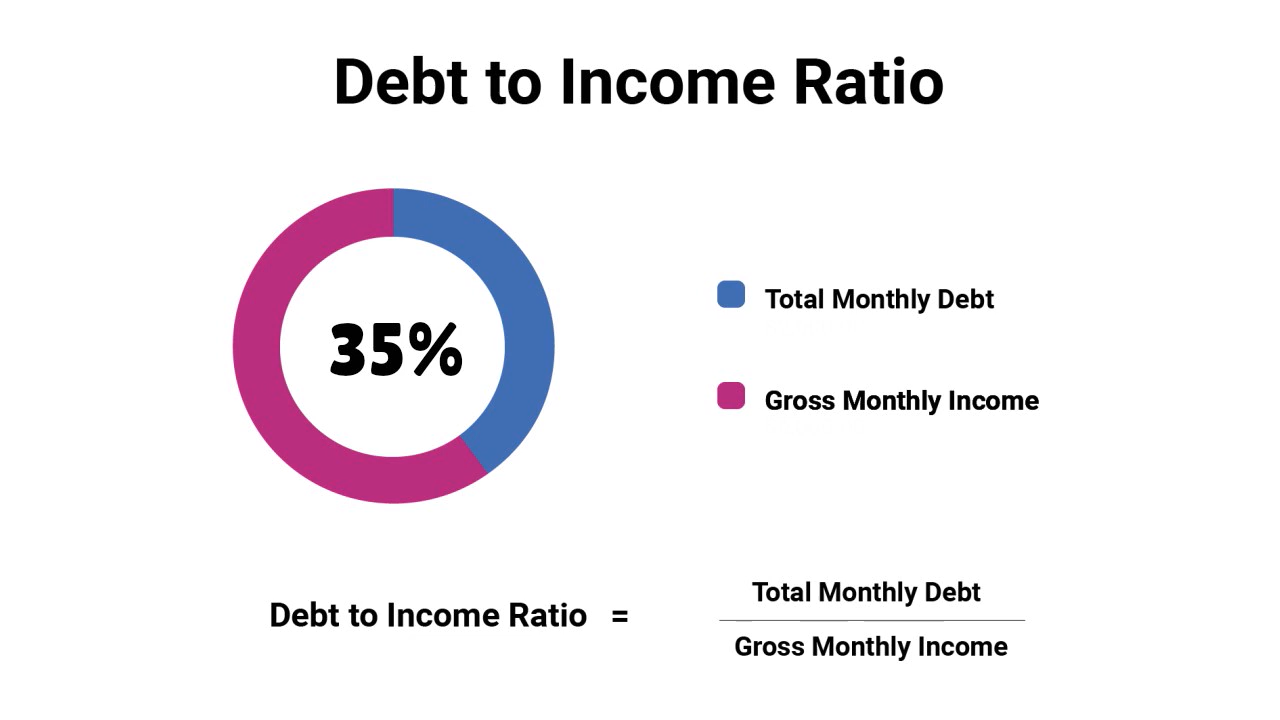 Debt to Income Ratio
35%
Total Monthly Debt
Gross Monthly Income
Debt to Income Ratio =
Total Monthly Debt
Gross Monthly Income